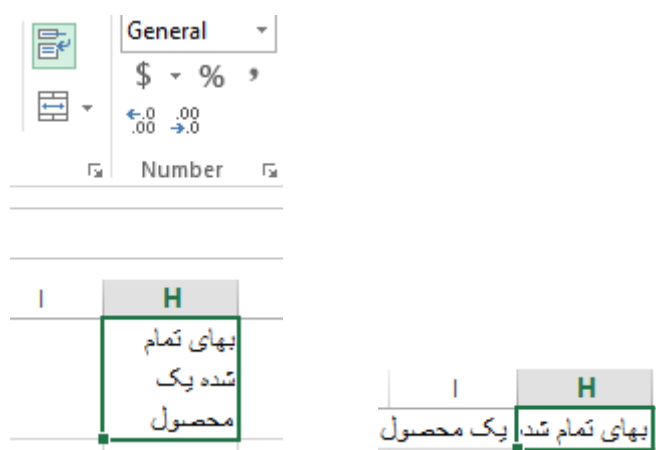 General
$ % ,
←.0 .00
.00 →.0
Number
I H
بهای تمام
شده یک
محصول
I H
بهای تمام شده یک محصول